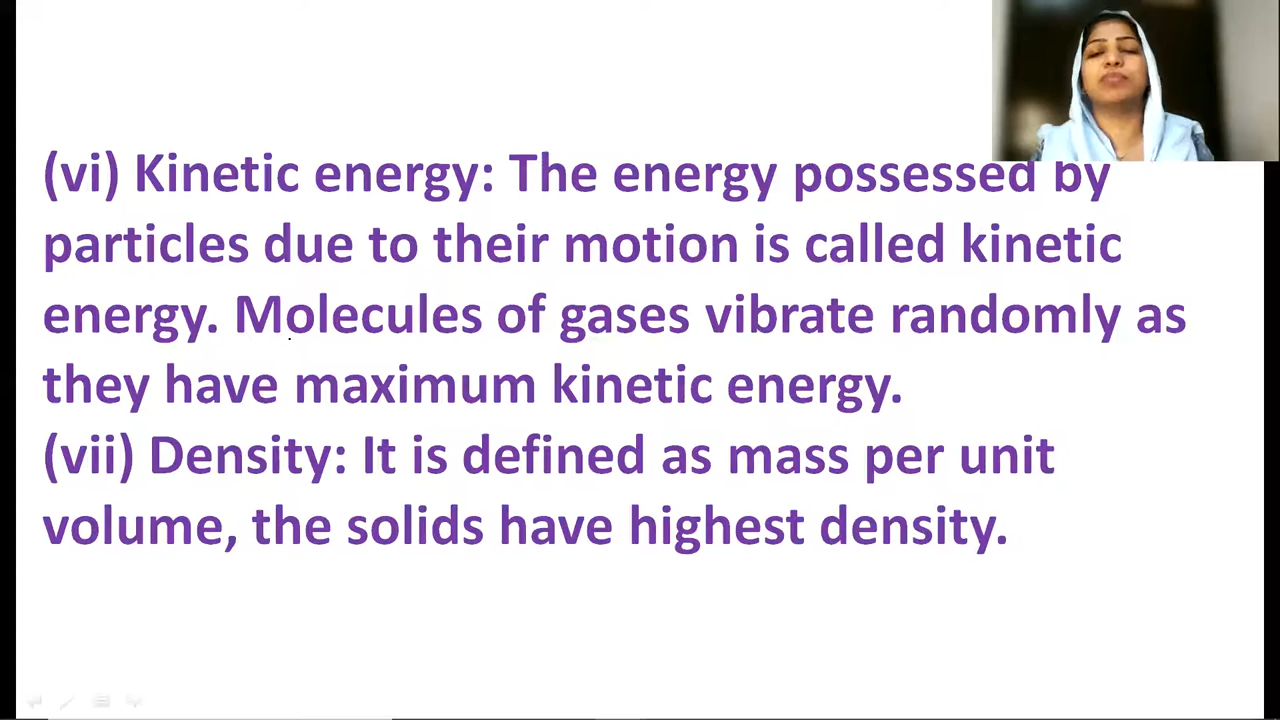 (vi) Kinetic energy: The energy possessed by
particles due to their motion is called kinetic
energy. Molecules of gases vibrate randomly as
they have maximum kinetic energy.
(vii) Density: It is defined as mass per unit
volume, the solids have highest density.